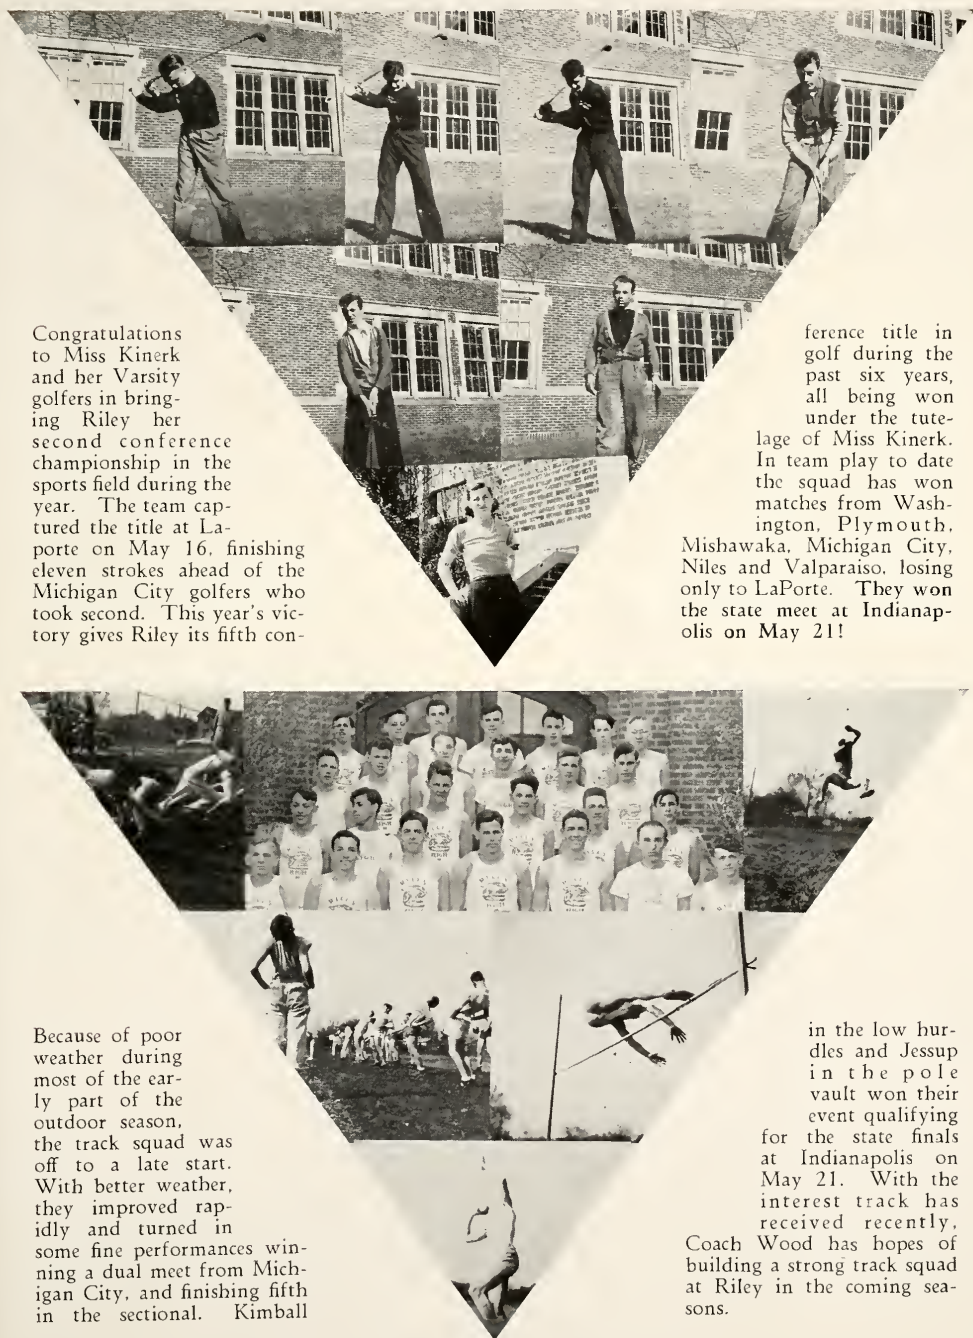 Congratulations
to Miss Kinerk
and her Varsity
golfers in bring-
ing Riley her
second conference
championship in the
sports field during the
year. The team cap-
tured the title at La-
porte on May 16, finishing
eleven strokes ahead of the
Michigan City golfers who
took second. This year's vic-
tory gives Riley its fifth con-
ference title in
golf during the
past six years,
all being won
under the tute-
lage of Miss Kinerk.
In team play to date
the squad has won
matches from Wash-
ington, Plymouth,
Mishawaka, Michigan City,
Niles and Valparaiso, losing
only to LaPorte. They won
the state meet at Indianap-
olis on May 21!
Because of poor
weather during
most of the ear-
ly part of the
outdoor season,
the track squad was
off to a late start.
With better weather,
they improved rap-
idly and turned in
some fine performances win-
ning a dual meet from Mich-
igan City, and finishing fifth
in the sectional. Kimball
in the low hur-
dles and Jessup
in the pole
vault won their
event qualifying
for the state finals
at Indianapolis on
May 21. With the
interest track has
received recently,
Coach Wood has hopes of
building a strong track squad
at Riley in the coming sea-
sons.